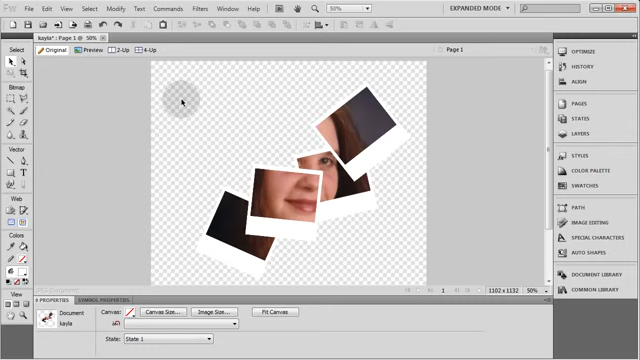 Fw File Edit View Select Modify Text Commands Filters Window Help 50% EXPANDED MODE
kayla* : Page 1 @ 50%
Original Preview 2-Up 4-Up Page 1
Select
Bitmap
Vector
Web
Colors
View
OPTIMIZE
HISTORY
ALIGN
PAGES
STATES
LAYERS
STYLES
COLOR PALETTE
SWATCHES
PATH
IMAGE EDITING
SPECIAL CHARACTERS
AUTO SHAPES
DOCUMENT LIBRARY
COMMON LIBRARY
1 1102 x 1132 50%
PROPERTIES SYMBOL PROPERTIES
Document
kayla
Canvas: Canvas Size... Image Size... Fit Canvas
State: State 1